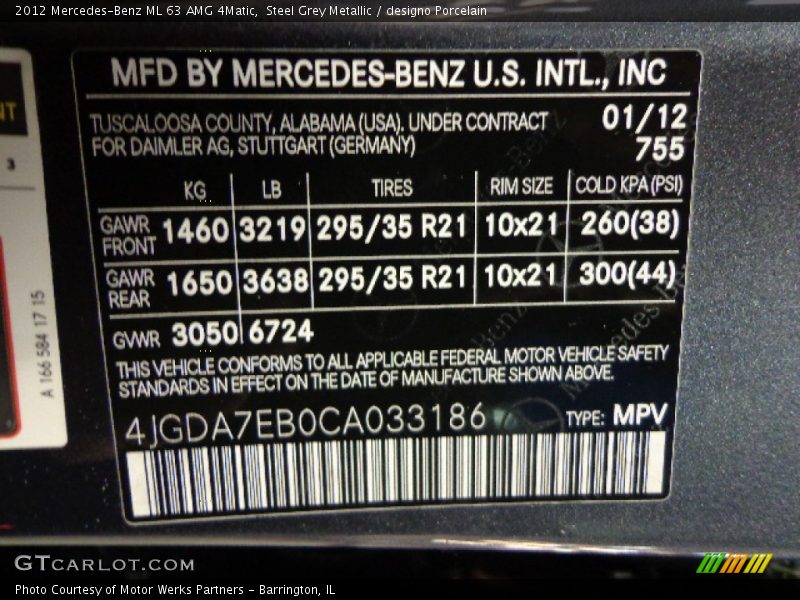 2012 Mercedes-Benz ML 63 AMG 4Matic,  Steel Grey Metallic / designo Porcelain
MFD BY MERCEDES-BENZ U.S. INTL., INC
TUSCALOOSA COUNTY, ALABAMA (USA). UNDER CONTRACT 01/12
FOR DAIMLER AG, STUTTGART (GERMANY) 755
KG LB TIRES RIM SIZE COLD KPA (PSI)
GAWR FRONT 1460 3219 295/35 R21 10x21 260(38)
GAWR REAR 1650 3638 295/35 R21 10x21 300(44)
GVWR 3050 6724
THIS VEHICLE CONFORMS TO ALL APPLICABLE FEDERAL MOTOR VEHICLE SAFETY
STANDARDS IN EFFECT ON THE DATE OF MANUFACTURE SHOWN ABOVE.
4JGDA7EB0CA033186 TYPE: MPV
NT
3
A 166 584 17 15
GTCARLOT.COM
Photo Courtesy of Motor Werks Partners - Barrington, IL